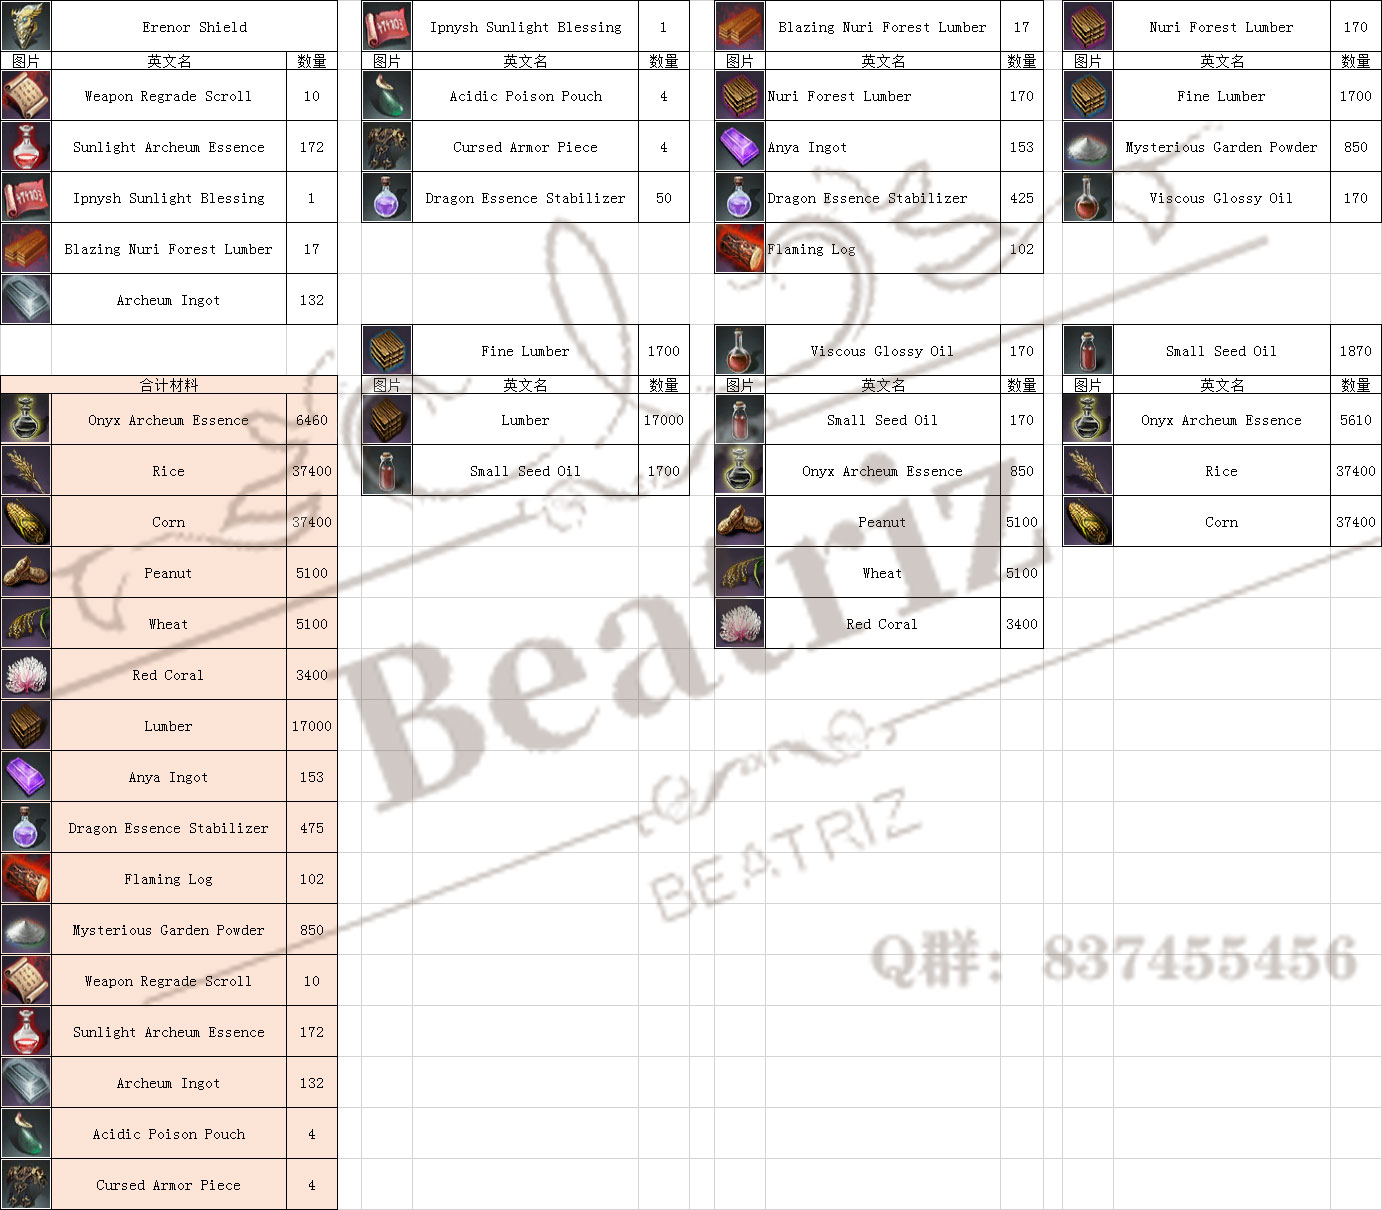 Erenor Shield
图片 英文名 数量
Weapon Regrade Scroll 10
Sunlight Archeum Essence 172
Ipnysh Sunlight Blessing 1
Blazing Nuri Forest Lumber 17
Archeum Ingot 132
Ipnysh Sunlight Blessing 1
图片 英文名 数量
Acidic Poison Pouch 4
Cursed Armor Piece 4
Dragon Essence Stabilizer 50
Blazing Nuri Forest Lumber 17
图片 英文名 数量
Nuri Forest Lumber 170
Anya Ingot 153
Dragon Essence Stabilizer 425
Flaming Log 102
Nuri Forest Lumber 170
图片 英文名 数量
Fine Lumber 1700
Mysterious Garden Powder 850
Viscous Glossy Oil 170
合计材料
Onyx Archeum Essence 6460
Rice 37400
Corn 37400
Peanut 5100
Wheat 5100
Red Coral 3400
Lumber 17000
Anya Ingot 153
Dragon Essence Stabilizer 475
Flaming Log 102
Mysterious Garden Powder 850
Weapon Regrade Scroll 10
Sunlight Archeum Essence 172
Archeum Ingot 132
Acidic Poison Pouch 4
Cursed Armor Piece 4
Fine Lumber 1700
图片 英文名 数量
Lumber 17000
Small Seed Oil 1700
Viscous Glossy Oil 170
图片 英文名 数量
Small Seed Oil 170
Onyx Archeum Essence 850
Peanut 5100
Wheat 5100
Red Coral 3400
Small Seed Oil 1870
图片 英文名 数量
Onyx Archeum Essence 5610
Rice 37400
Corn 37400
Beatriz
BEATRIZ
Q群：837455456